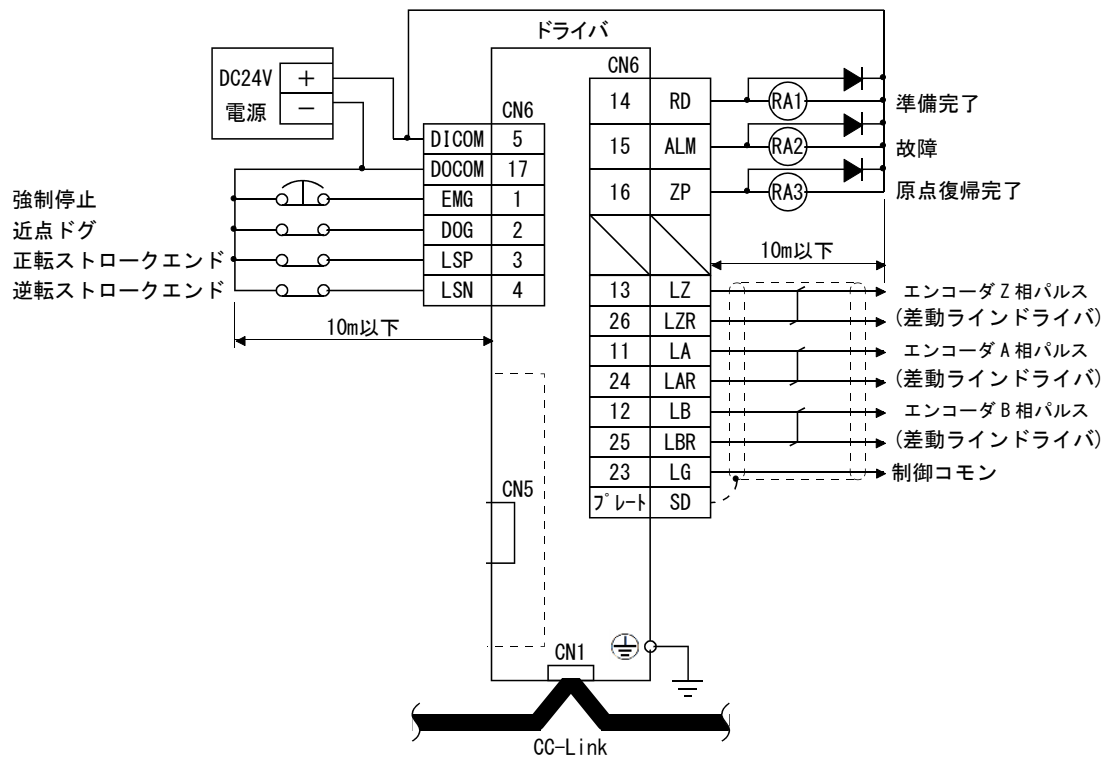 ドライバ
DC24V
電源
+
−
CN6
DICOM 5
DOCOM 17
EMG 1
DOG 2
LSP 3
LSN 4
強制停止
近点ドグ
正転ストロークエンド
逆転ストロークエンド
10m以下
CN6
14 RD RA1 準備完了
15 ALM RA2 故障
16 ZP RA3 原点復帰完了
10m以下
13 LZ エンコーダZ相パルス
26 LZR (差動ラインドライバ)
11 LA エンコーダA相パルス
24 LAR (差動ラインドライバ)
12 LB エンコーダB相パルス
25 LBR (差動ラインドライバ)
23 LG 制御コモン
プレート SD
CN5
CN1
CC-Link